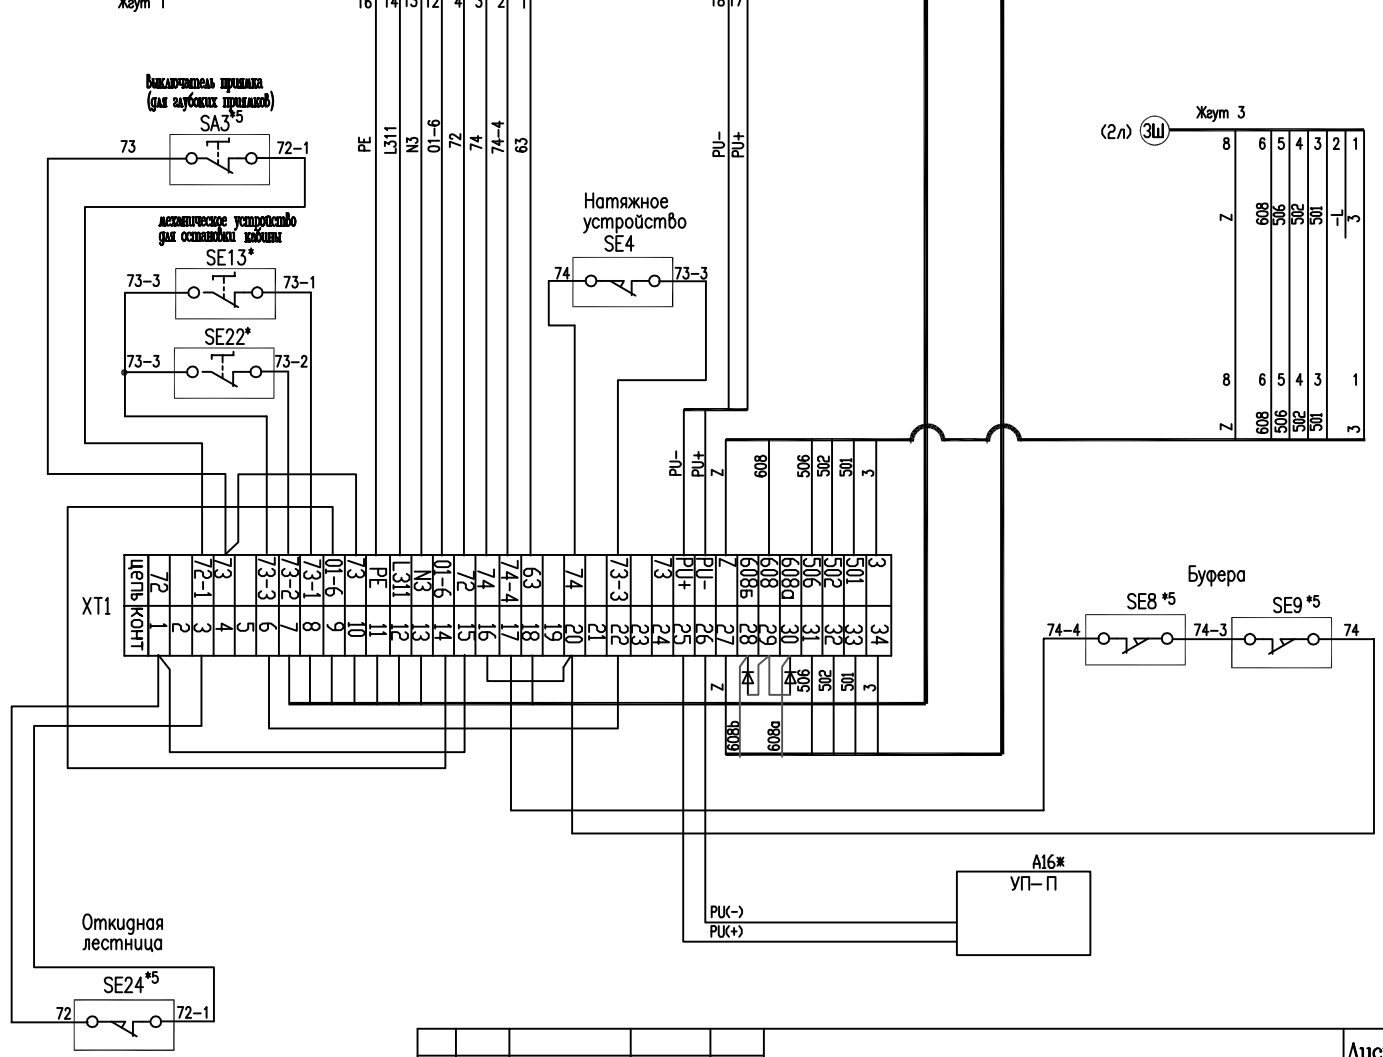 Жгут 1
16 14 13 12 4 3 2 1
18 17
Выключатель приямка
(для глубоких приямков)
SA3*5
73
72-1
механическое устройство
для остановки кабины
SE13*
73-3
73-1
SE22*
73-3
73-2
PE
L311
N3
01-6
72
74
74-4
63
PU-
PU+
Натяжное
устройство
SE4
74
73-3
Жгут 3
(2л) ЗШ
8 6 5 4 3 2 1
Z 608 506 502 501 -L 3
8 6 5 4 3 1
Z 608 506 502 501 3
PU- PU+ Z 608 506 502 501 3
XT1
цепь 72 72-1 73 73-3 73-2 73-1 01-6 73 PE L311 N3 01-6 72 74 74-4 63 74 73-3 73 PU+ PU- Z 608б 608 608а 506 502 501 3
конт 1 2 3 4 5 6 7 8 9 10 11 12 13 14 15 16 17 18 19 20 21 22 23 24 25 26 27 28 29 30 31 32 33 34
Z 506 502 501 3
608b 608a
Буфера
SE8 *5
SE9 *5
74-4
74-3
74
A16ж
УП-П
PU(-)
PU(+)
Откидная
лестница
SE24*5
72
72-1